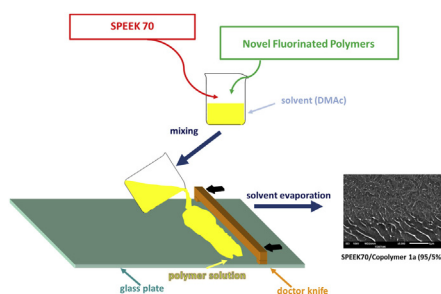 SPEEK 70
Novel Fluorinated Polymers
solvent (DMAc)
mixing
solvent evaporation
SPEEK70/Copolymer 1a (95/5%
polymer solution
glass plate
doctor knife